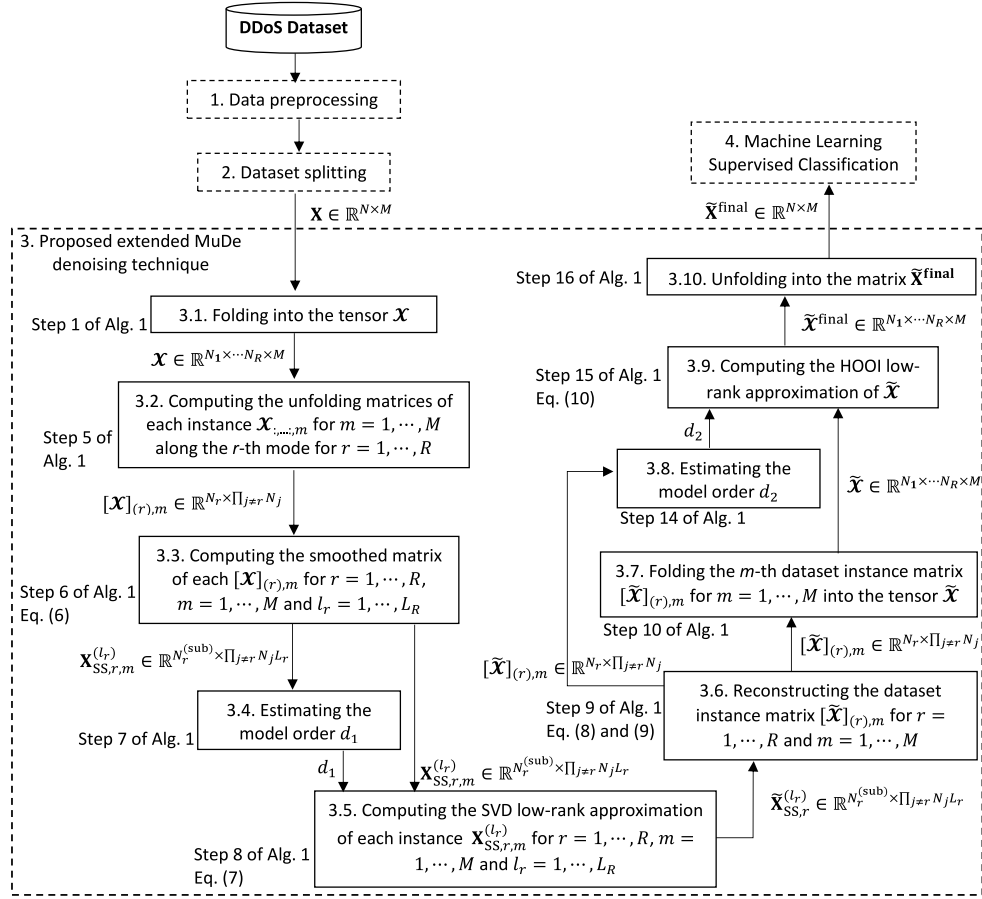 DDoS Dataset
1. Data preprocessing
2. Dataset splitting
𝐗 ∈ ℝ^{N×M}
3. Proposed extended MuDe
denoising technique
Step 1 of Alg. 1
3.1. Folding into the tensor 𝓧
𝓧 ∈ ℝ^{N_1×⋯N_R×M}
Step 5 of
Alg. 1
3.2. Computing the unfolding matrices of
each instance 𝓧_{:,…:,m} for m = 1, ⋯ , M
along the r-th mode for r = 1, ⋯ , R
[𝓧]_{(r),m} ∈ ℝ^{N_r×∏_{j≠r} N_j}
Step 6 of Alg. 1
Eq. (6)
3.3. Computing the smoothed matrix
of each [𝓧]_{(r),m} for r = 1, ⋯ , R,
m = 1, ⋯ , M and l_r = 1, ⋯ , L_R
𝐗_{SS,r,m}^{(l_r)} ∈ ℝ^{N_r^{(sub)}×∏_{j≠r} N_j L_r}
Step 7 of Alg. 1
3.4. Estimating the
model order d_1
d_1
𝐗_{SS,r,m}^{(l_r)} ∈ ℝ^{N_r^{(sub)}×∏_{j≠r} N_j L_r}
Step 8 of Alg. 1
Eq. (7)
3.5. Computing the SVD low-rank approximation
of each instance 𝐗_{SS,r,m}^{(l_r)} for r = 1, ⋯ , R, m =
1, ⋯ , M and l_r = 1, ⋯ , L_R
X̃_{SS,r}^{(l_r)} ∈ ℝ^{N_r^{(sub)}×∏_{j≠r} N_j L_r}
Step 9 of Alg. 1
Eq. (8) and (9)
3.6. Reconstructing the dataset
instance matrix [𝓧̃]_{(r),m} for r =
1, ⋯ , R and m = 1, ⋯ , M
[𝓧̃]_{(r),m} ∈ ℝ^{N_r×∏_{j≠r} N_j}
[𝓧̃]_{(r),m} ∈ ℝ^{N_r×∏_{j≠r} N_j}
3.7. Folding the m-th dataset instance matrix
[𝓧̃]_{(r),m} for m = 1, ⋯ , M into the tensor 𝓧̃
Step 10 of Alg. 1
3.8. Estimating the
model order d_2
Step 14 of Alg. 1
d_2
𝓧̃ ∈ ℝ^{N_1×⋯N_R×M}
Step 15 of Alg. 1
Eq. (10)
3.9. Computing the HOOI low-
rank approximation of 𝓧̃
𝓧̃^{final} ∈ ℝ^{N_1×⋯N_R×M}
Step 16 of Alg. 1
3.10. Unfolding into the matrix X̃^{final}
X̃^{final} ∈ ℝ^{N×M}
4. Machine Learning
Supervised Classification